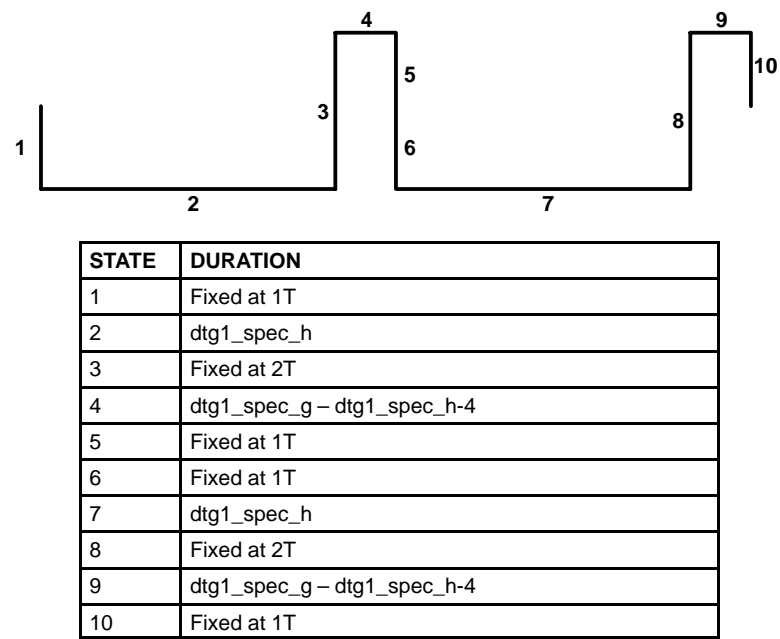 4
9
5
10
3
8
1
6
2
7
STATE DURATION
1 Fixed at 1T
2 dtg1_spec_h
3 Fixed at 2T
4 dtg1_spec_g – dtg1_spec_h-4
5 Fixed at 1T
6 Fixed at 1T
7 dtg1_spec_h
8 Fixed at 2T
9 dtg1_spec_g – dtg1_spec_h-4
10 Fixed at 1T